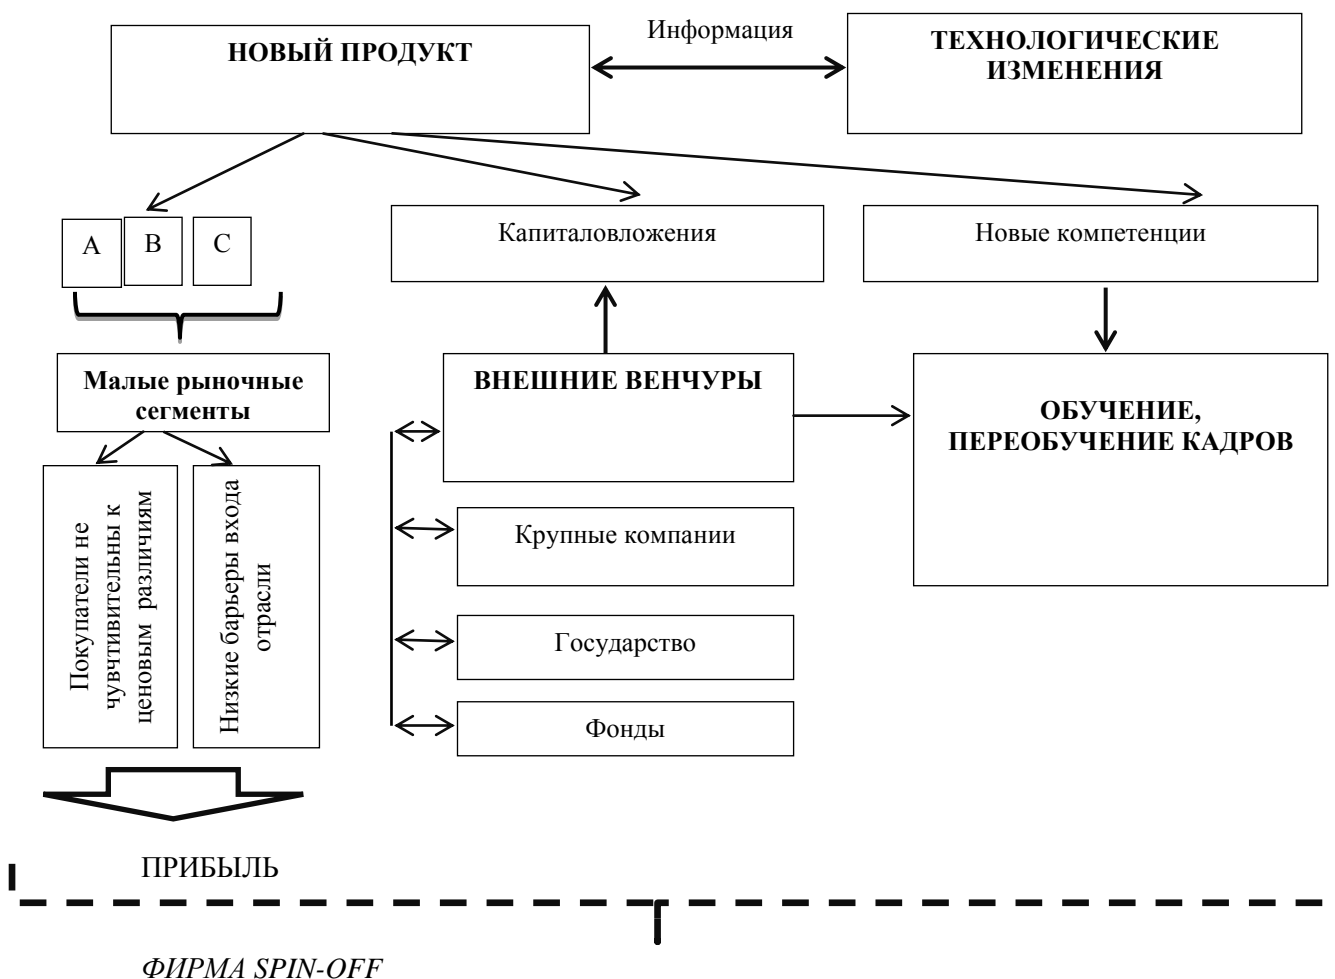 НОВЫЙ ПРОДУКТ
Информация
ТЕХНОЛОГИЧЕСКИЕ
ИЗМЕНЕНИЯ
A
B
C
Капиталовложения
Новые компетенции
Малые рыночные
сегменты
ВНЕШНИЕ ВЕНЧУРЫ
ОБУЧЕНИЕ,
ПЕРЕОБУЧЕНИЕ КАДРОВ
Покупатели не
чувчтивительны к
ценовым различиям
Низкие барьеры входа
отрасли
Крупные компании
Государство
Фонды
ПРИБЫЛЬ
ФИРМА SPIN-OFF